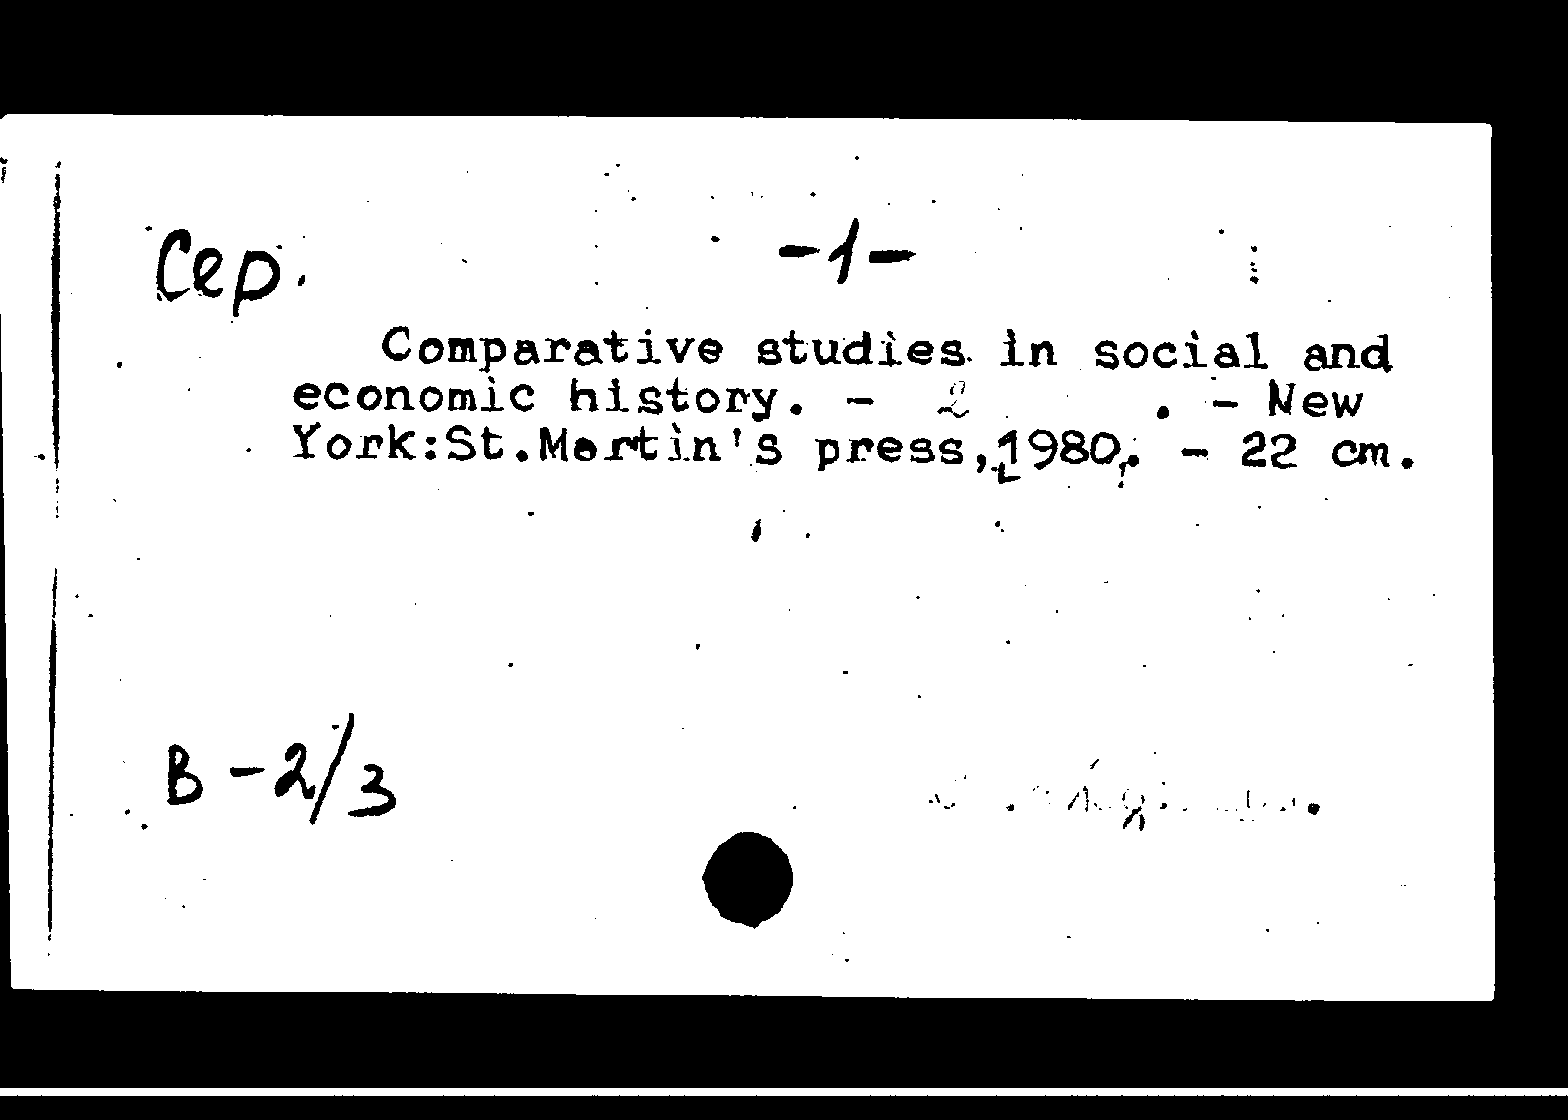 Сер. -1-
Comparative studies in social and
economic history. - 2 . - New
York:St.Martin's press, 1980. - 22 cm.
B - 2/3